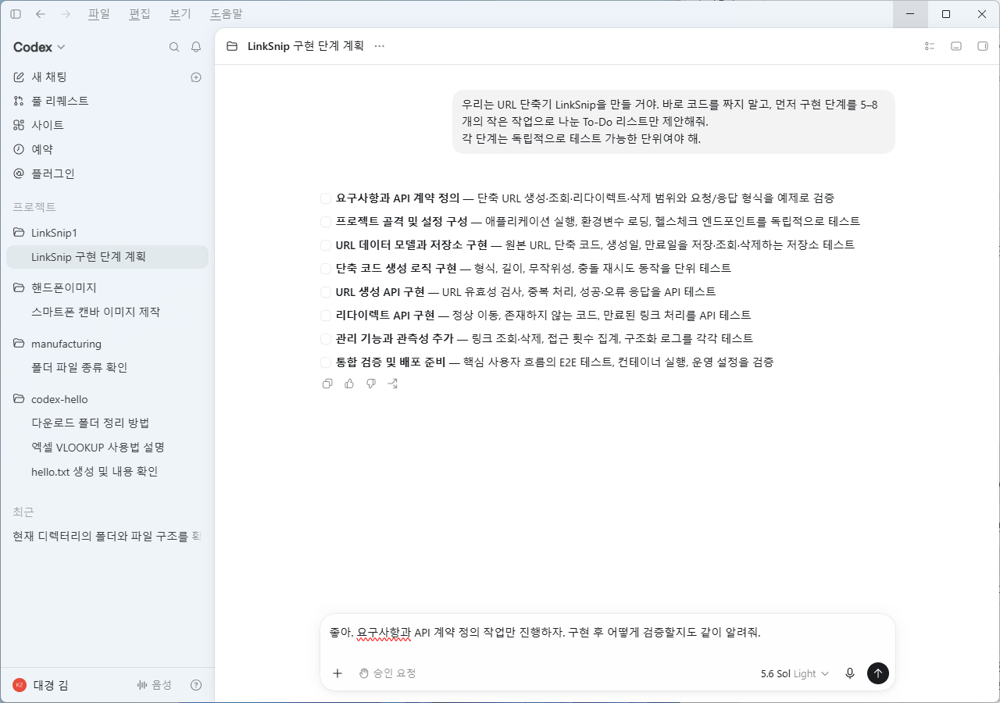 파일 편집 보기 도움말
Codex
새 채팅
풀 리퀘스트
사이트
예약
플러그인
프로젝트
LinkSnip1
LinkSnip 구현 단계 계획
핸드폰이미지
스마트폰 캔바 이미지 제작
manufacturing
폴더 파일 종류 확인
codex-hello
다운로드 폴더 정리 방법
엑셀 VLOOKUP 사용법 설명
hello.txt 생성 및 내용 확인
최근
현재 디렉터리의 폴더와 파일 구조를 확
KZ 대경 김 음성
LinkSnip 구현 단계 계획
우리는 URL 단축기 LinkSnip을 만들 거야. 바로 코드를 짜지 말고, 먼저 구현 단계를 5–8
개의 작은 작업으로 나눈 To-Do 리스트만 제안해줘.
각 단계는 독립적으로 테스트 가능한 단위여야 해.
요구사항과 API 계약 정의 — 단축 URL 생성·조회·리다이렉트·삭제 범위와 요청/응답 형식을 예제로 검증
프로젝트 골격 및 설정 구성 — 애플리케이션 실행, 환경변수 로딩, 헬스체크 엔드포인트를 독립적으로 테스트
URL 데이터 모델과 저장소 구현 — 원본 URL, 단축 코드, 생성일, 만료일을 저장·조회·삭제하는 저장소 테스트
단축 코드 생성 로직 구현 — 형식, 길이, 무작위성, 충돌 재시도 동작을 단위 테스트
URL 생성 API 구현 — URL 유효성 검사, 중복 처리, 성공·오류 응답을 API 테스트
리다이렉트 API 구현 — 정상 이동, 존재하지 않는 코드, 만료된 링크 처리를 API 테스트
관리 기능과 관측성 추가 — 링크 조회·삭제, 접근 횟수 집계, 구조화 로그를 각각 테스트
통합 검증 및 배포 준비 — 핵심 사용자 흐름의 E2E 테스트, 컨테이너 실행, 운영 설정을 검증
좋아. 요구사항과 API 계약 정의 작업만 진행하자. 구현 후 어떻게 검증할지도 같이 알려줘.
승인 요청 5.6 Sol Light